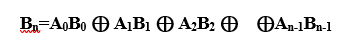 Bn=A0B0 ⊕ A1B1 ⊕ A2B2 ⊕ ⊕An-1Bn-1